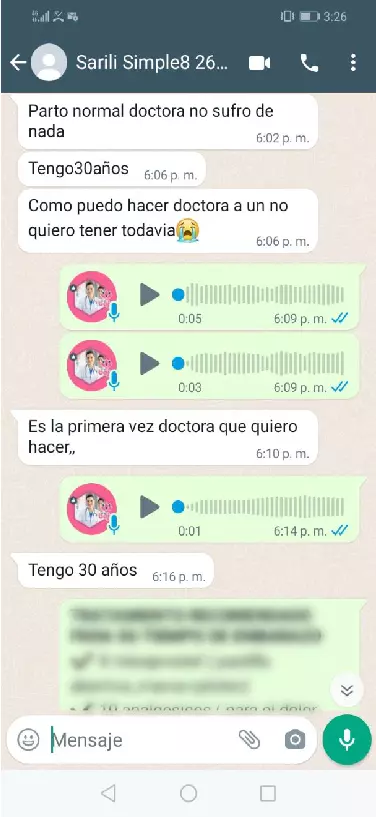 3:26
Sarili Simple8 26...
Parto normal doctora no sufro de
nada
6:02 p. m.
Tengo30años
6:06 p. m.
Como puedo hacer doctora a un no
quiero tener todavia😭
6:06 p. m.
0:05
6:09 p. m.
0:03
6:09 p. m.
Es la primera vez doctora que quiero
hacer,,
6:10 p. m.
0:01
6:14 p. m.
Tengo 30 años
6:16 p. m.
Mensaje